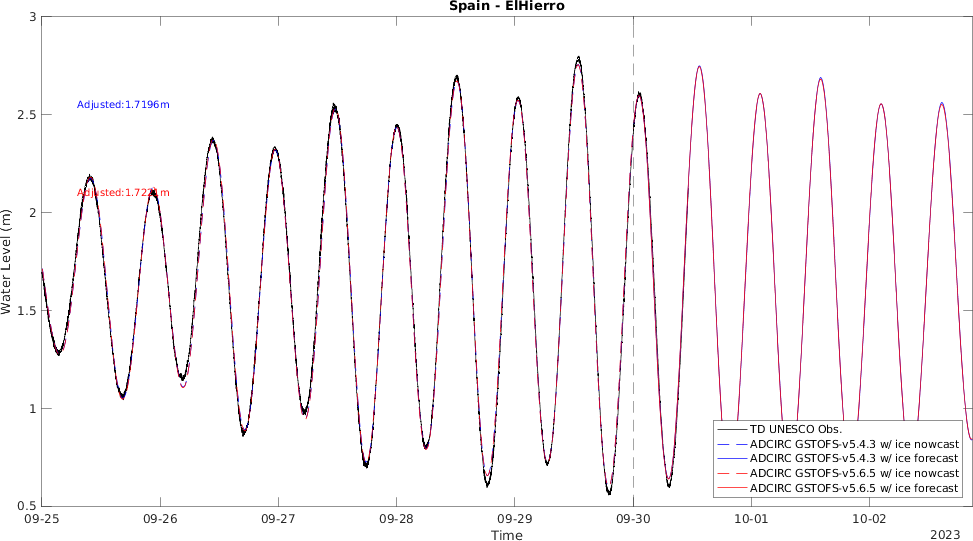 Spain - ElHierro
3
2.5
2
1.5
1
0.5
Water Level (m)
Adjusted:1.7196m
09-25
09-26
09-27
09-28
09-29
09-30
10-01
10-02
Time
2023
TD UNESCO Obs.
ADCIRC GSTOFS-v5.4.3 w/ ice nowcast
ADCIRC GSTOFS-v5.4.3 w/ ice forecast
ADCIRC GSTOFS-v5.6.5 w/ ice nowcast
ADCIRC GSTOFS-v5.6.5 w/ ice forecast